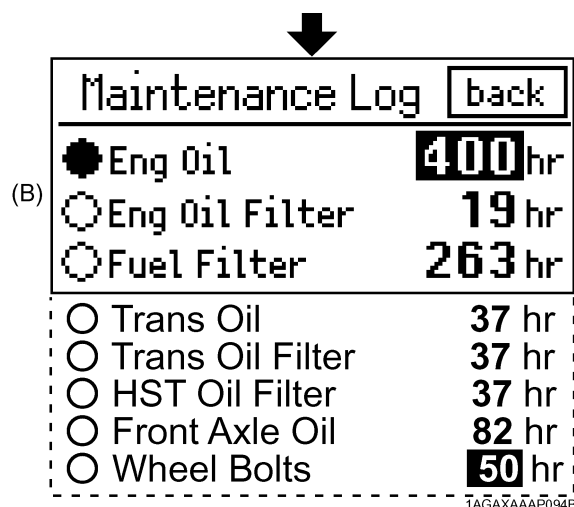 Maintenance Log back
Eng Oil 400 hr
(B)
Eng Oil Filter 19 hr
Fuel Filter 263 hr
Trans Oil 37 hr
Trans Oil Filter 37 hr
HST Oil Filter 37 hr
Front Axle Oil 82 hr
Wheel Bolts 50 hr
1AGAXAAAP094B